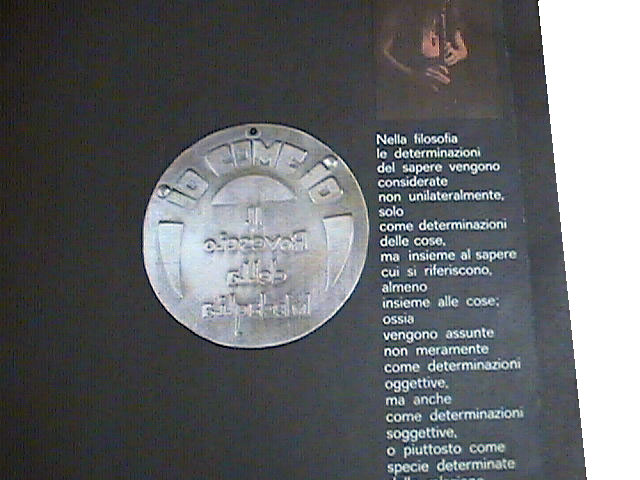 IO COME IO
Il
Rovescio
della
Medaglia
Nella filosofia
le determinazioni
del sapere vengono
considerate
non unilateralmente,
solo
come determinazioni
delle cose,
ma insieme al sapere
cui si riferiscono,
almeno
insieme alle cose;
ossia
vengono assunte
non meramente
come determinazioni
oggettive,
ma anche
come determinazioni
soggettive,
o piuttosto come
specie determinate